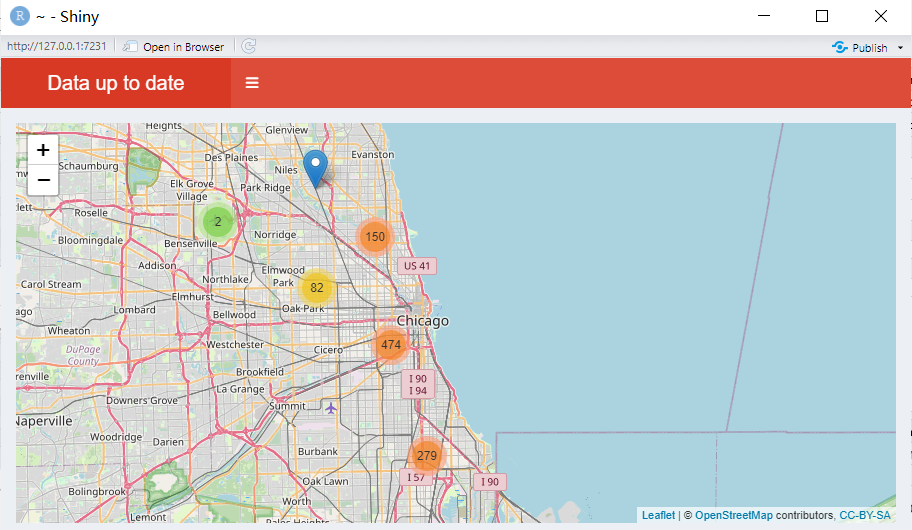 R ~ - Shiny
http://127.0.0.1:7231 Open in Browser Publish
Data up to date
+
−
Heights
Glenview
Schaumburg
Des Plaines
Evanston
Niles
Elk Grove
Village
Park Ridge
Roselle
2
150
Bloomingdale
Bensenville
Norridge
Addison
US 41
Elmwood
Park
Northlake
Carol Stream
82
Elmhurst
Lombard
Oak Park
Bellwood
Chicago
Wheaton
474
Westchester
Cicero
DuPage
County
Brookfield
I 90
I 94
La Grange
Downers Grove
Summit
Naperville
Woodridge
Darien
Burbank
279
I 57
I 90
Oak Lawn
Bolingbrook
Worth
Lemont
Palos Heights
Leaflet | © OpenStreetMap contributors, CC-BY-SA